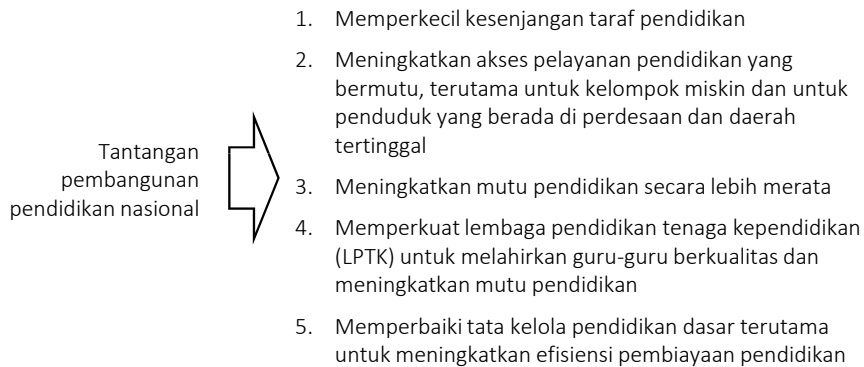 Tantangan
pembangunan
pendidikan nasional
1. Memperkecil kesenjangan taraf pendidikan
2. Meningkatkan akses pelayanan pendidikan yang
bermutu, terutama untuk kelompok miskin dan untuk
penduduk yang berada di perdesaan dan daerah
tertinggal
3. Meningkatkan mutu pendidikan secara lebih merata
4. Memperkuat lembaga pendidikan tenaga kependidikan
(LPTK) untuk melahirkan guru-guru berkualitas dan
meningkatkan mutu pendidikan
5. Memperbaiki tata kelola pendidikan dasar terutama
untuk meningkatkan efisiensi pembiayaan pendidikan